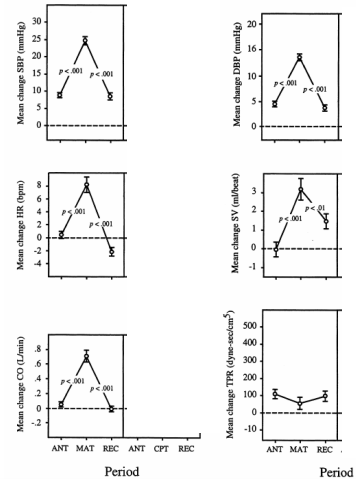 Mean change SBP (mmHg)
30
25
20
15
10
5
0
p < .001
p < .001
Mean change DBP (mmHg)
20
16
10
5
0
p < .001
p < .001
Mean change HR (bpm)
8
6
4
2
0
-2
-4
p < .001
p < .001
Mean change SV (ml/beat)
3
2
1
0
-1
p < .001
p < .01
Mean change CO (L/min)
.8
.6
.4
.2
0
-.2
p < .001
p < .001
ANT MAT REC ANT CPT REC
Period
Mean change TPR (dyne-sec/cm5)
500
400
300
200
100
0
-10
ANT MAT REC
Period